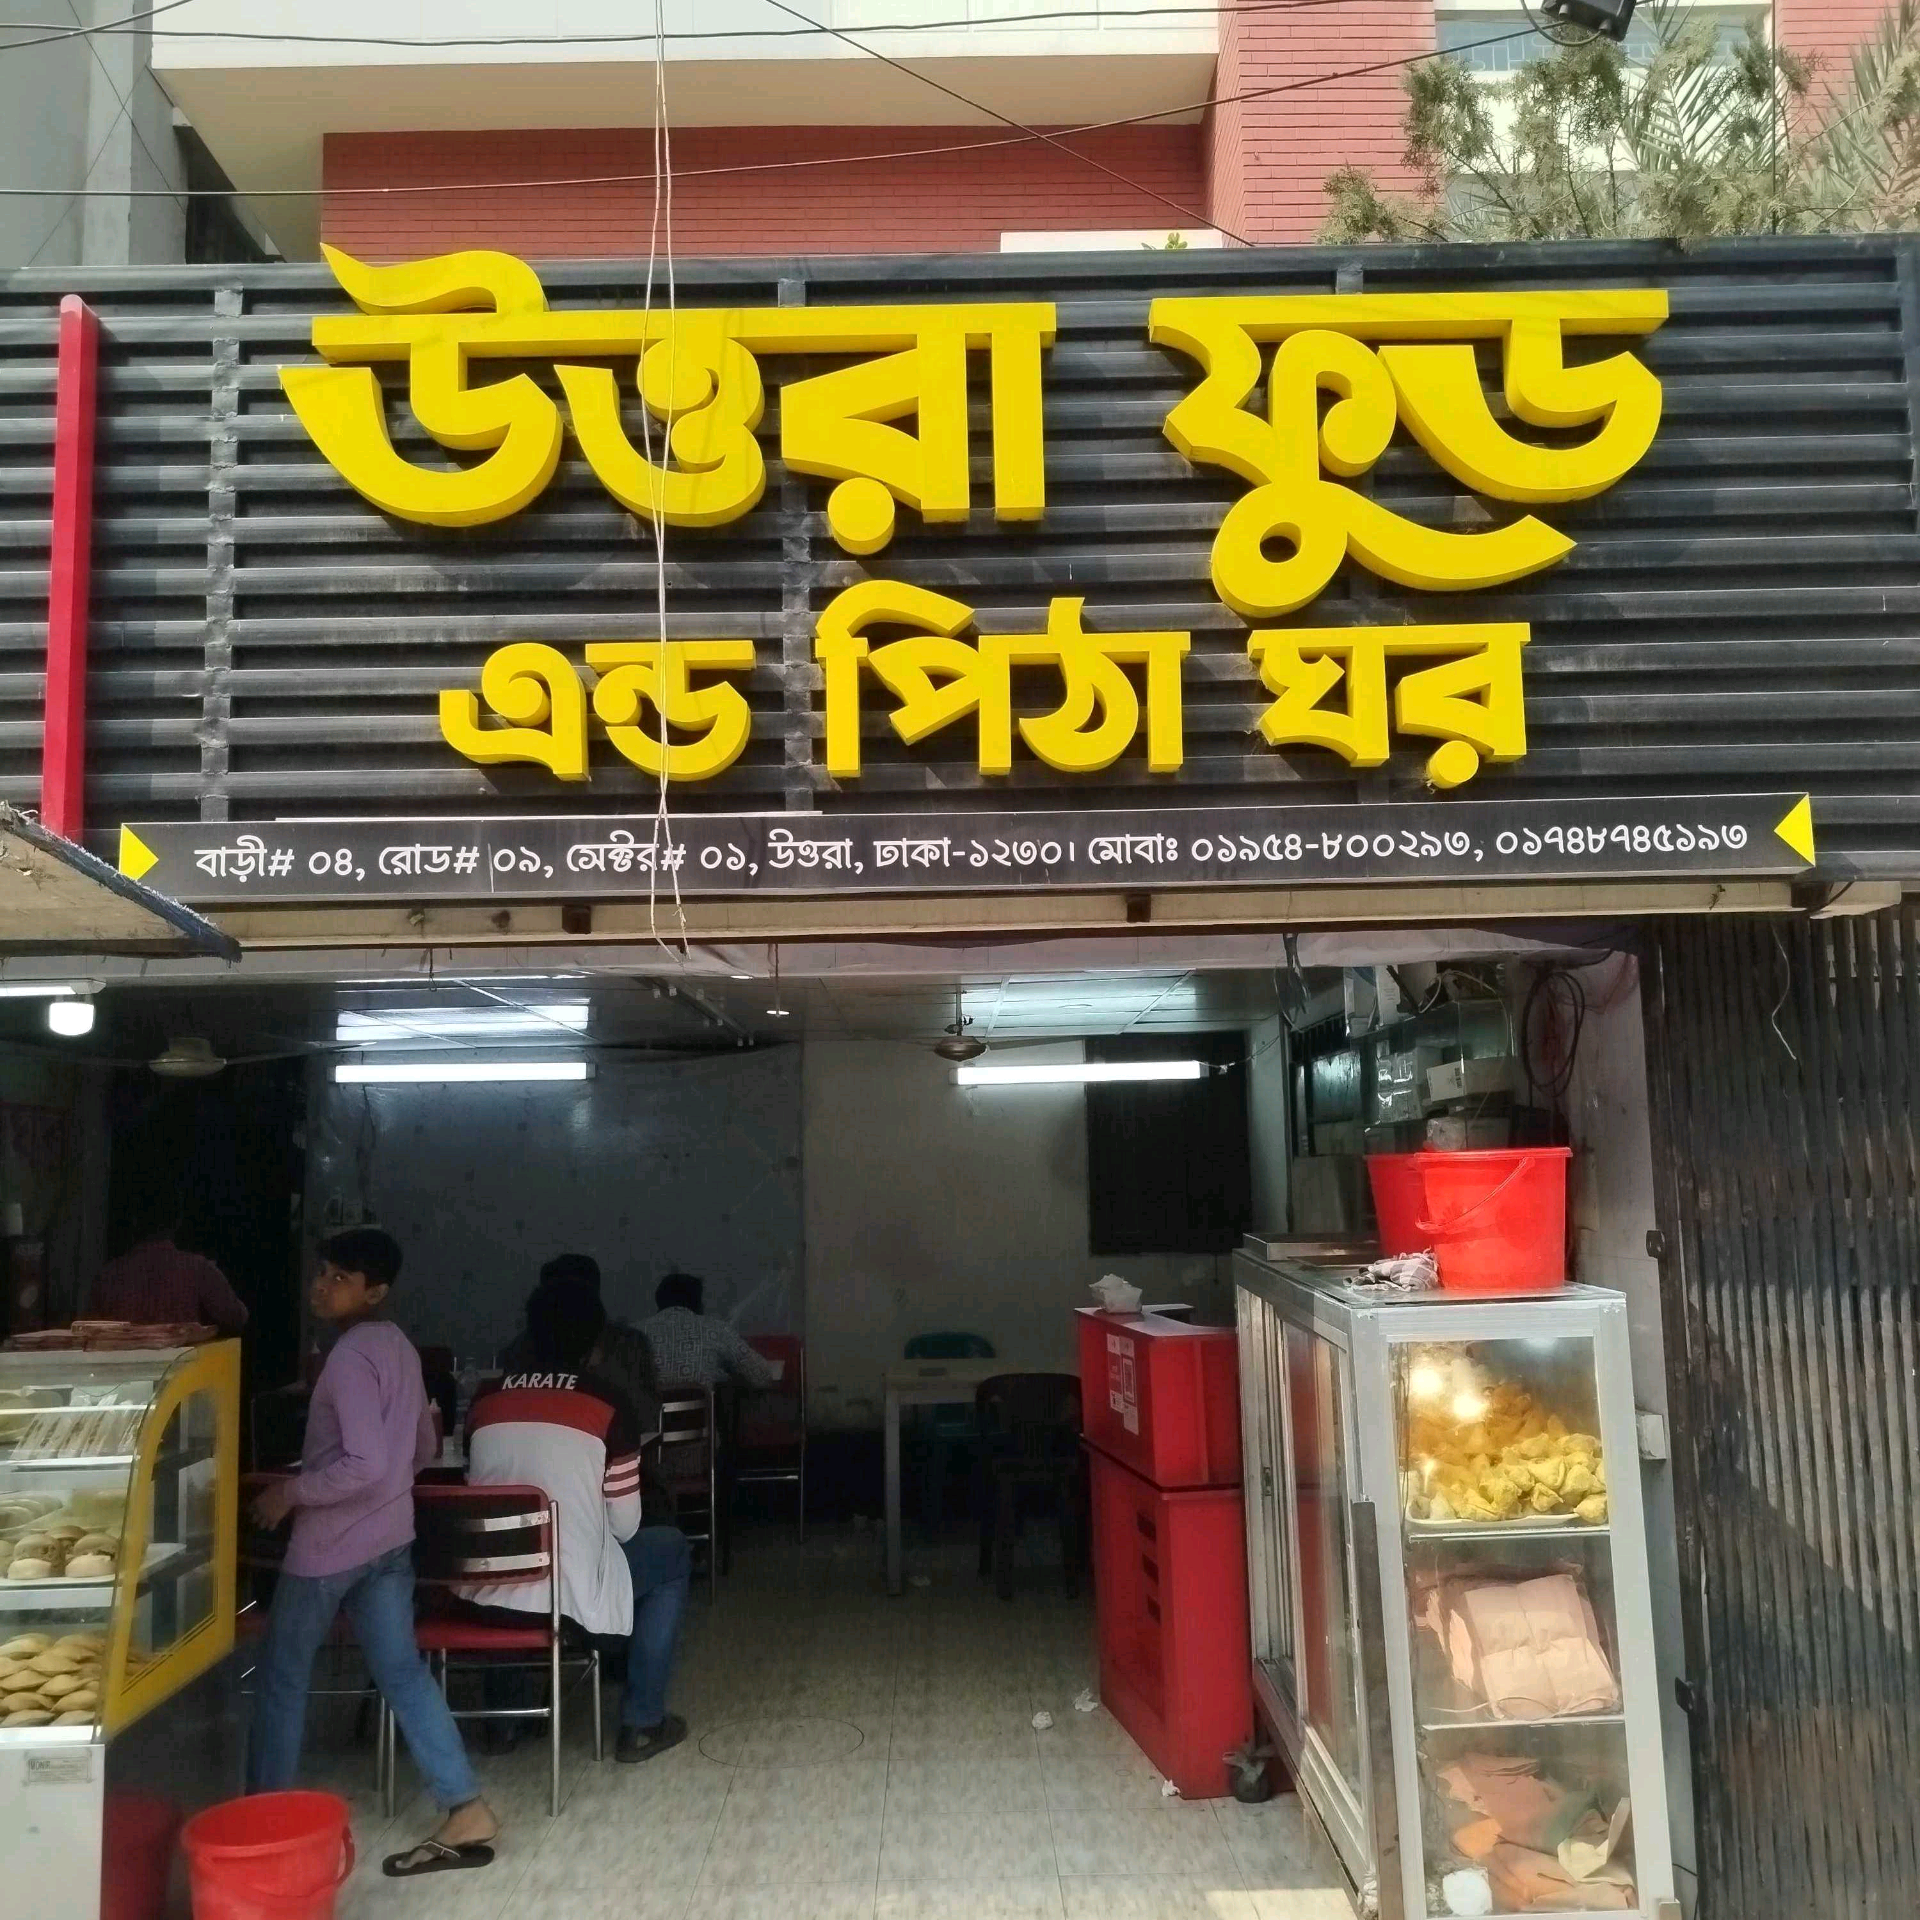 উত্তরা ফুড
এন্ড পিঠা ঘর
বাড়ী# ০৪, রোড# ০৯, সেক্টর# ০১, উত্তরা, ঢাকা-১২৩০। মোবাঃ ০১৯৫৪-৮০০২৯৩, ০১৭৪৮৭৪৫১৯৩
KARATE